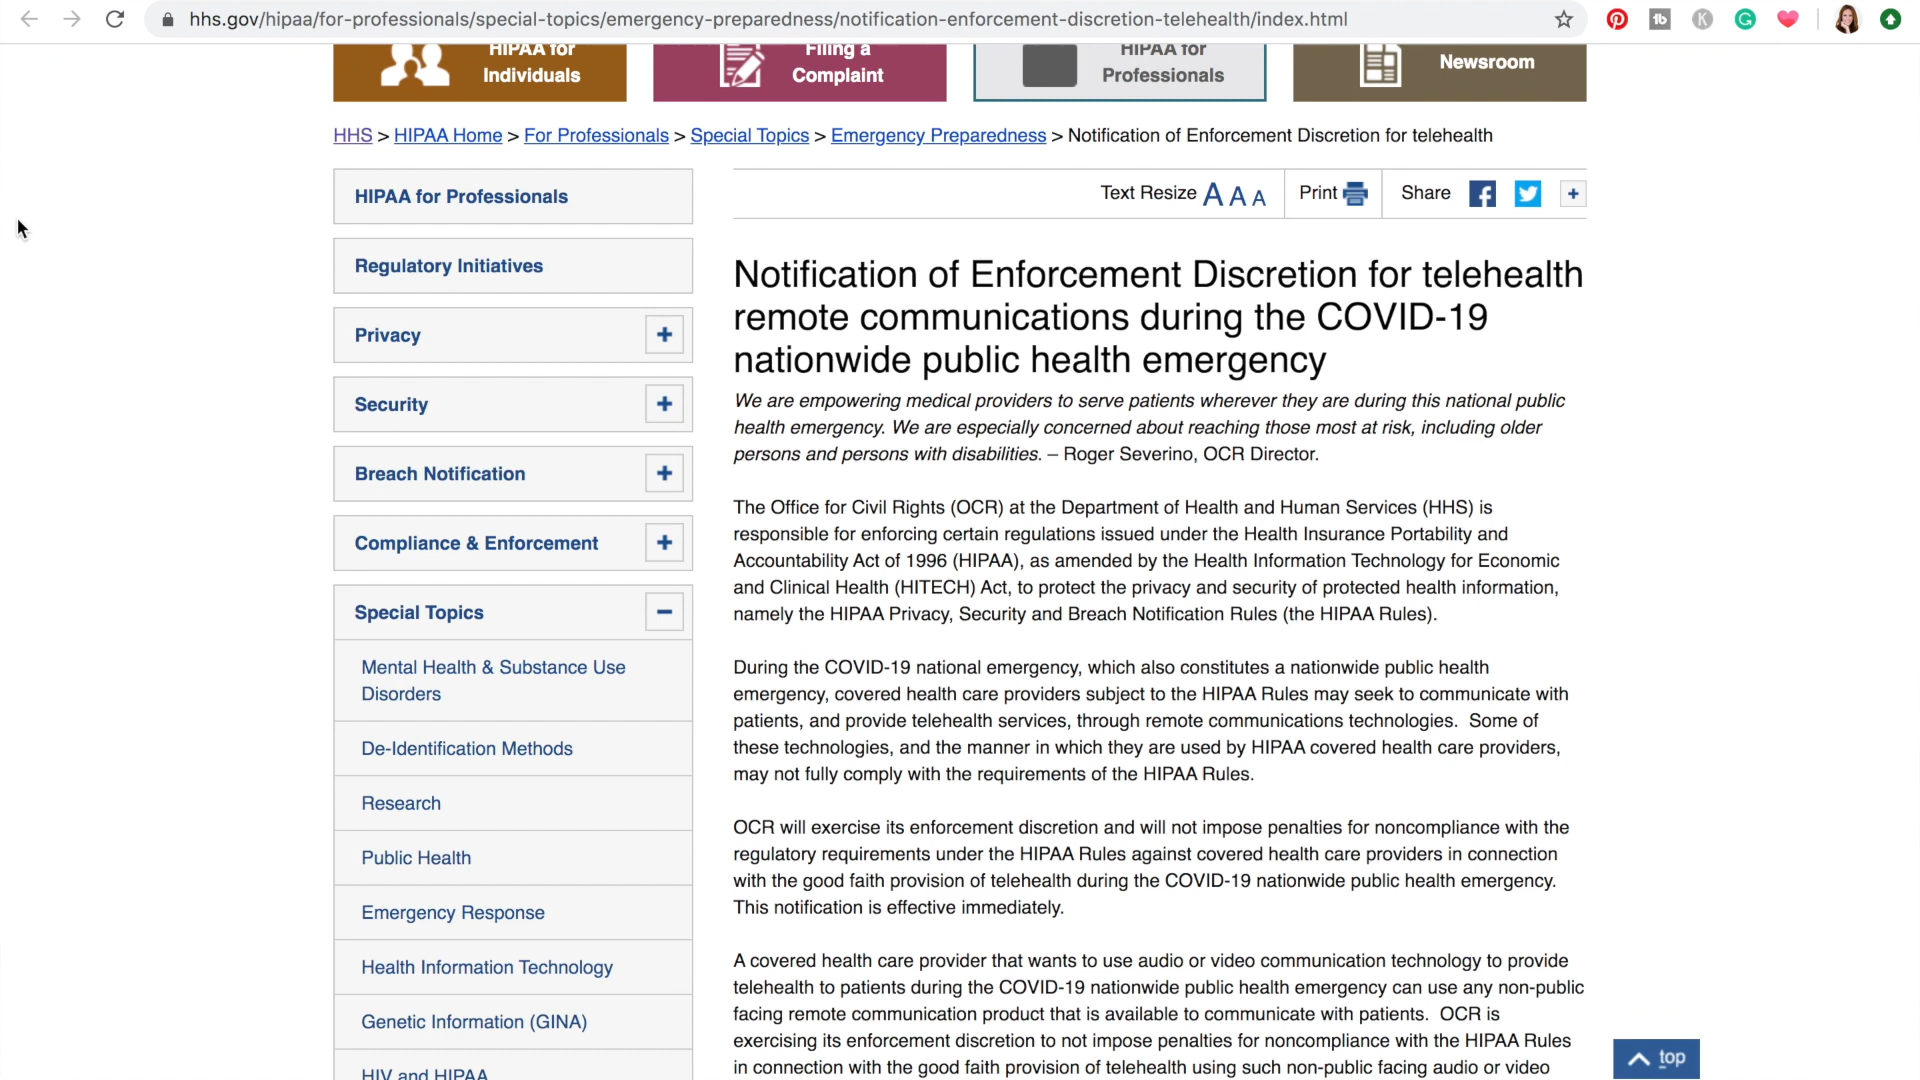 hhs.gov/hipaa/for-professionals/special-topics/emergency-preparedness/notification-enforcement-discretion-telehealth/index.html
HIPAA for
Individuals
Filing a
Complaint
HIPAA for
Professionals
Newsroom
HHS > HIPAA Home > For Professionals > Special Topics > Emergency Preparedness > Notification of Enforcement Discretion for telehealth
HIPAA for Professionals
Regulatory Initiatives
Privacy +
Security +
Breach Notification +
Compliance & Enforcement +
Special Topics −
Mental Health & Substance Use
Disorders
De-Identification Methods
Research
Public Health
Emergency Response
Health Information Technology
Genetic Information (GINA)
HIV and HIPAA
Text Resize A A A Print Share +
Notification of Enforcement Discretion for telehealth
remote communications during the COVID-19
nationwide public health emergency
We are empowering medical providers to serve patients wherever they are during this national public
health emergency. We are especially concerned about reaching those most at risk, including older
persons and persons with disabilities. – Roger Severino, OCR Director.
The Office for Civil Rights (OCR) at the Department of Health and Human Services (HHS) is
responsible for enforcing certain regulations issued under the Health Insurance Portability and
Accountability Act of 1996 (HIPAA), as amended by the Health Information Technology for Economic
and Clinical Health (HITECH) Act, to protect the privacy and security of protected health information,
namely the HIPAA Privacy, Security and Breach Notification Rules (the HIPAA Rules).
During the COVID-19 national emergency, which also constitutes a nationwide public health
emergency, covered health care providers subject to the HIPAA Rules may seek to communicate with
patients, and provide telehealth services, through remote communications technologies.  Some of
these technologies, and the manner in which they are used by HIPAA covered health care providers,
may not fully comply with the requirements of the HIPAA Rules.
OCR will exercise its enforcement discretion and will not impose penalties for noncompliance with the
regulatory requirements under the HIPAA Rules against covered health care providers in connection
with the good faith provision of telehealth during the COVID-19 nationwide public health emergency.
This notification is effective immediately.
A covered health care provider that wants to use audio or video communication technology to provide
telehealth to patients during the COVID-19 nationwide public health emergency can use any non-public
facing remote communication product that is available to communicate with patients.  OCR is
exercising its enforcement discretion to not impose penalties for noncompliance with the HIPAA Rules
in connection with the good faith provision of telehealth using such non-public facing audio or video
top